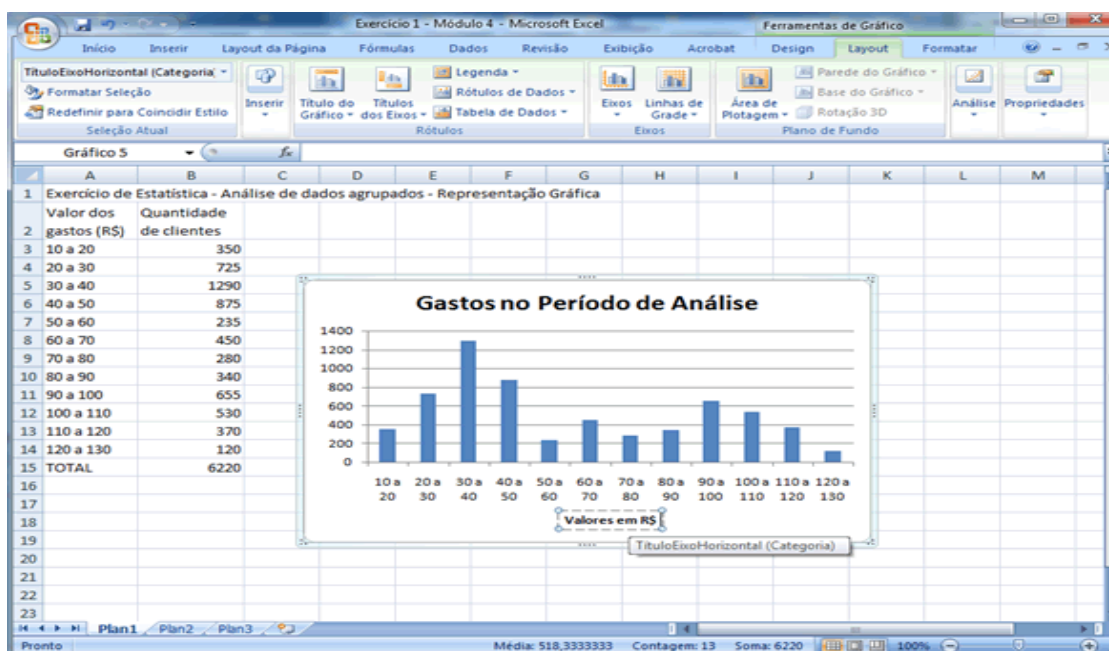 Exercício 1 - Módulo 4 - Microsoft Excel
Ferramentas de Gráfico
Início Inserir Layout da Página Fórmulas Dados Revisão Exibição Acrobat Design Layout Formatar
TítuloEixoHorizontal (Categoria
Formatar Seleção
Redefinir para Coincidir Estilo
Seleção Atual
Inserir
Título do Gráfico
Títulos dos Eixos
Legenda
Rótulos de Dados
Tabela de Dados
Rótulos
Eixos
Linhas de Grade
Eixos
Área de Plotagem
Parede do Gráfico
Base do Gráfico
Rotação 3D
Plano de Fundo
Análise
Propriedades
Gráfico 5 fx
A B C D E F G H I J K L M
1 Exercício de Estatística - Análise de dados agrupados - Representação Gráfica
Valor dos Quantidade
2 gastos (R$) de clientes
3 10 a 20 350
4 20 a 30 725
5 30 a 40 1290
6 40 a 50 875
7 50 a 60 235
8 60 a 70 450
9 70 a 80 280
10 80 a 90 340
11 90 a 100 655
12 100 a 110 530
13 110 a 120 370
14 120 a 130 120
15 TOTAL 6220
16
17
18
19
20
21
22
23
Gastos no Período de Análise
1400
1200
1000
800
600
400
200
0
10 a 20 a 30 a 40 a 50 a 60 a 70 a 80 a 90 a 100 a 110 a 120 a
20 30 40 50 60 70 80 90 100 110 120 130
Valores em R$
TítuloEixoHorizontal (Categoria)
Plan1 Plan2 Plan3
Pronto Média: 518,3333333 Contagem: 13 Soma: 6220 100%